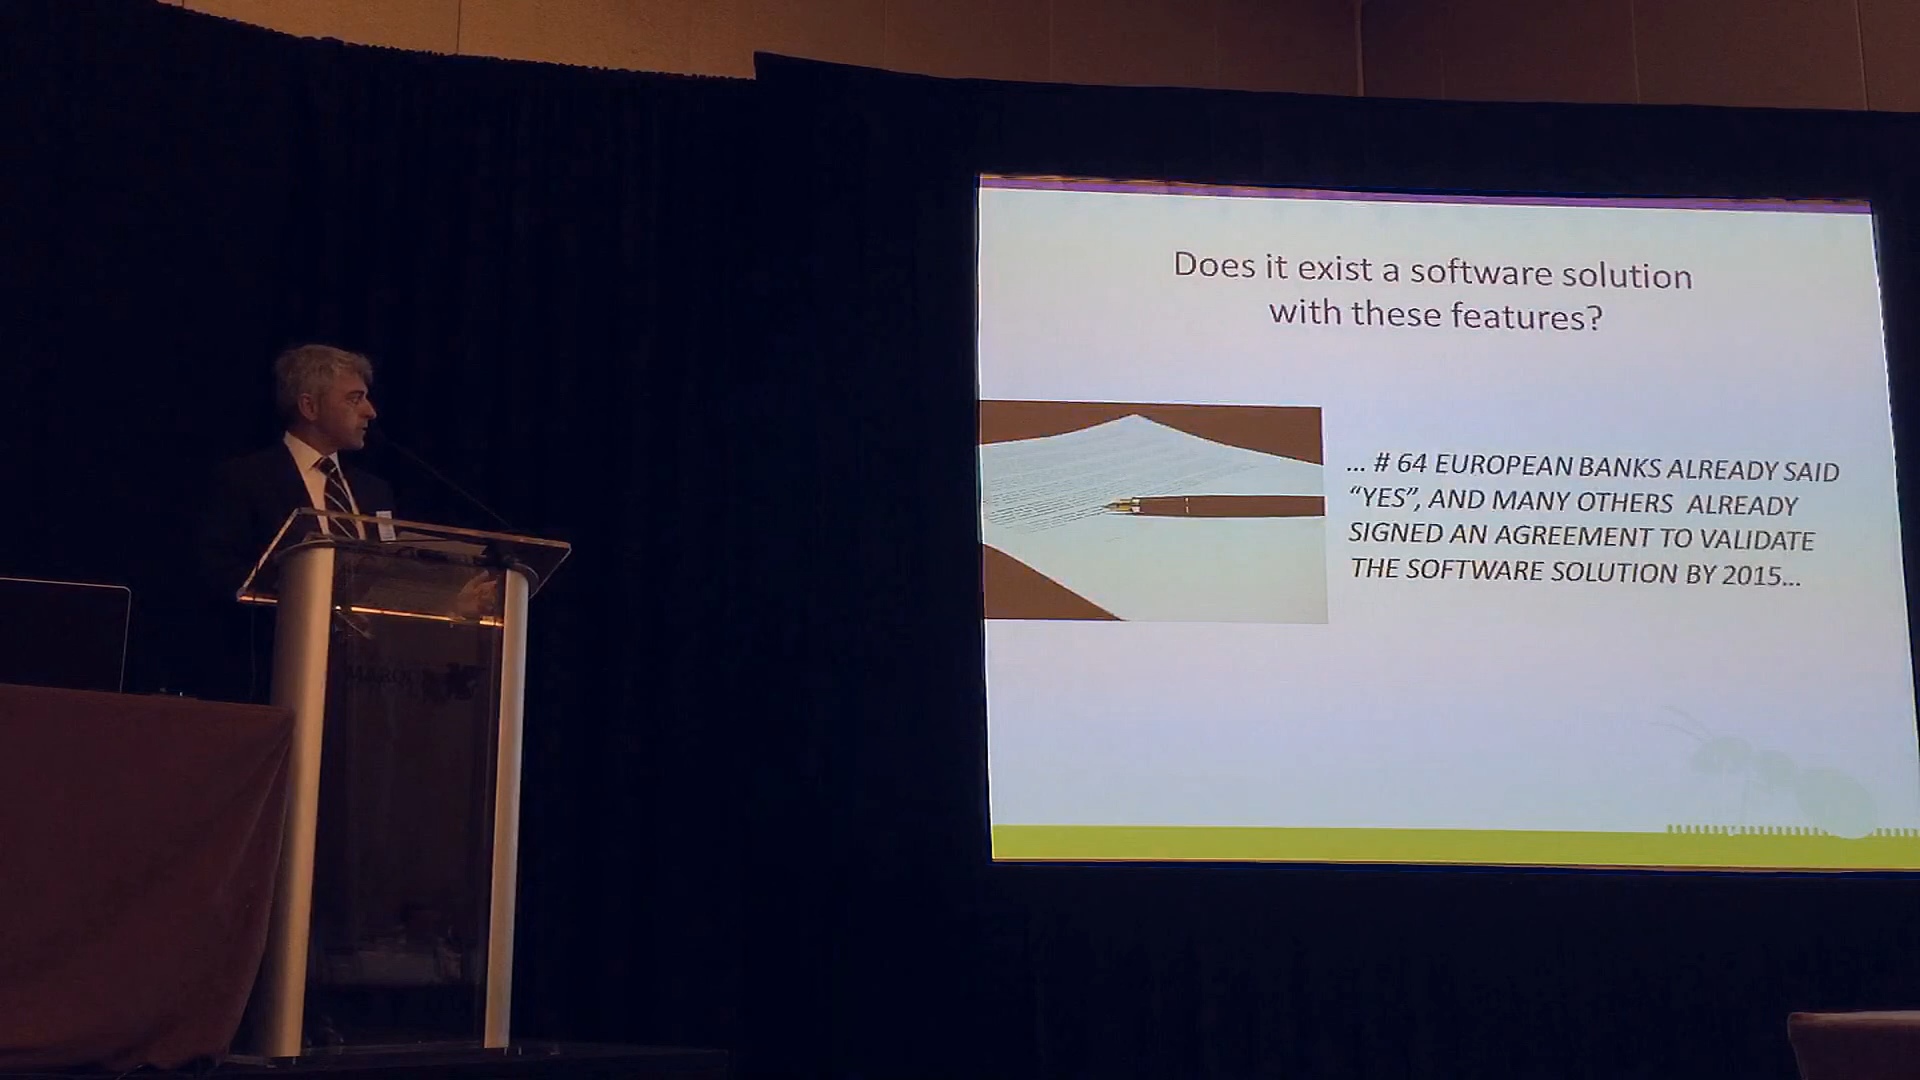 Does it exist a software solution
with these features?
... # 64 EUROPEAN BANKS ALREADY SAID
“YES”, AND MANY OTHERS ALREADY
SIGNED AN AGREEMENT TO VALIDATE
THE SOFTWARE SOLUTION BY 2015...